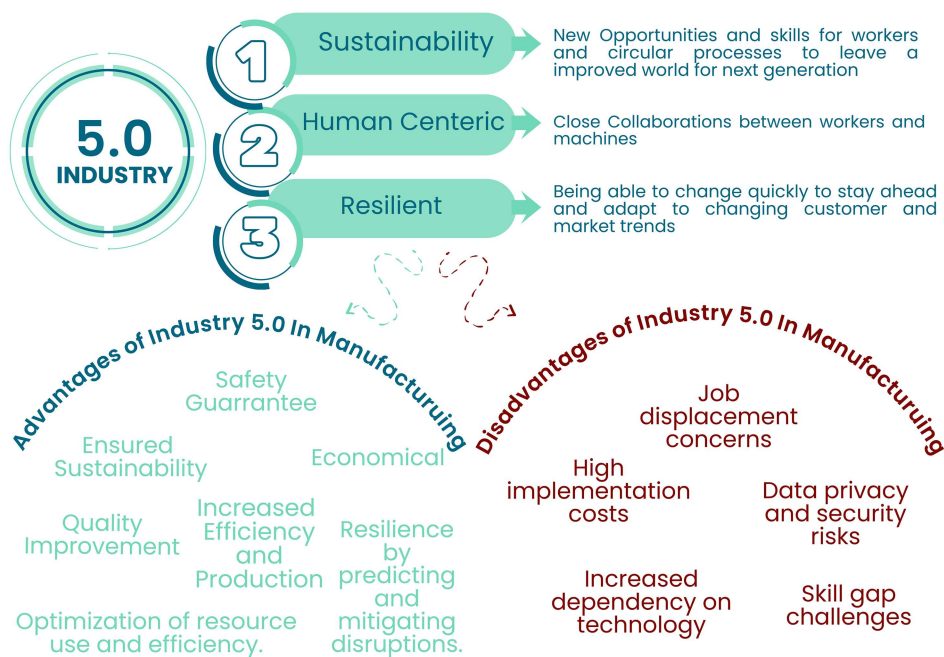 5.0
INDUSTRY
1
Sustainability
New Opportunities and skills for workers
and circular processes to leave a
improved world for next generation
2
Human Centeric
Close Collaborations between workers and
machines
3
Resilient
Being able to change quickly to stay ahead
and adapt to changing customer and
market trends
Advantages of Industry 5.0 In Manufacturuing
Safety
Guarrantee
Ensured
Sustainability
Economical
Quality
Improvement
Increased
Efficiency
and
Production
Resilience
by
predicting
and
mitigating
disruptions.
Optimization of resource
use and efficiency.
Disadvantages of Industry 5.0 In Manufacturuing
Job
displacement
concerns
High
implementation
costs
Data privacy
and security
risks
Increased
dependency on
technology
Skill gap
challenges